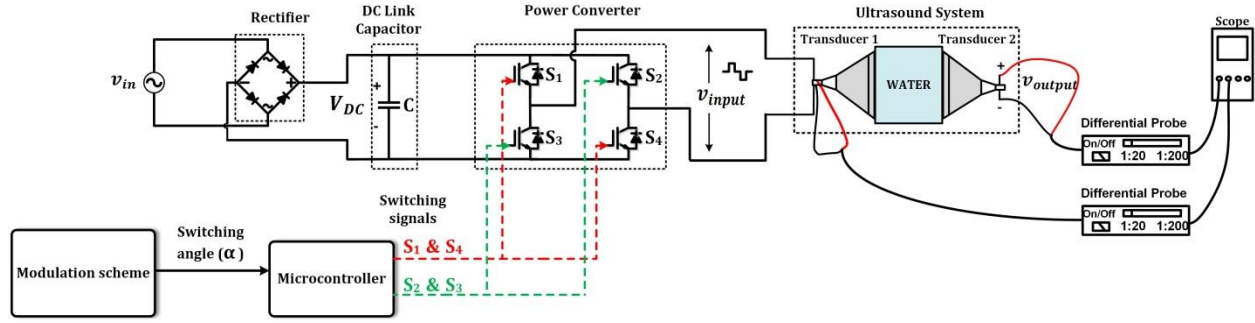 Rectifier
DC Link
Capacitor
Power Converter
Ultrasound System
Scope
Transducer 1
Transducer 2
v_in
V_DC
+
-
C
S₁
S₂
S₃
S₄
v_input
WATER
+
-
v_output
Differential Probe
On/Off
1:20 1:200
Differential Probe
On/Off
1:20 1:200
Switching
signals
Modulation scheme
Switching
angle (α)
Microcontroller
S₁ & S₄
S₂ & S₃